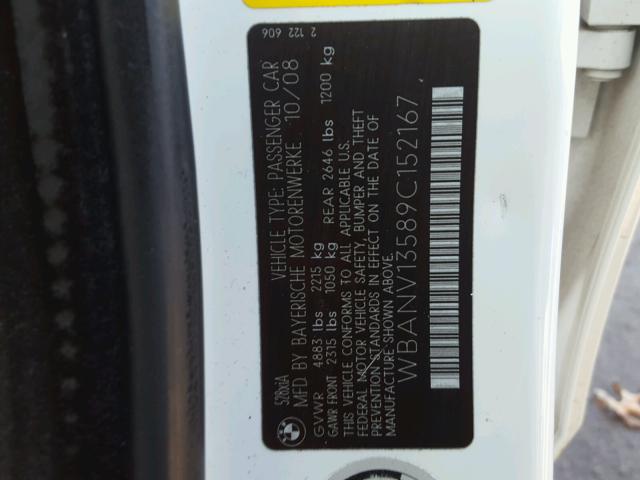 528xiA VEHICLE TYPE: PASSENGER CAR 2 122 606
MFD BY BAYERISCHE MOTORENWERKE 10/08
GVWR 4883 lbs 2215 kg
GAWR FRONT 2315 lbs 1050 kg REAR 2646 lbs 1200 kg
THIS VEHICLE CONFORMS TO ALL APPLICABLE U.S.
FEDERAL MOTOR VEHICLE SAFETY, BUMPER AND THEFT
PREVENTION STANDARDS IN EFFECT ON THE DATE OF
MANUFACTURE SHOWN ABOVE.
WBANV13589C152167